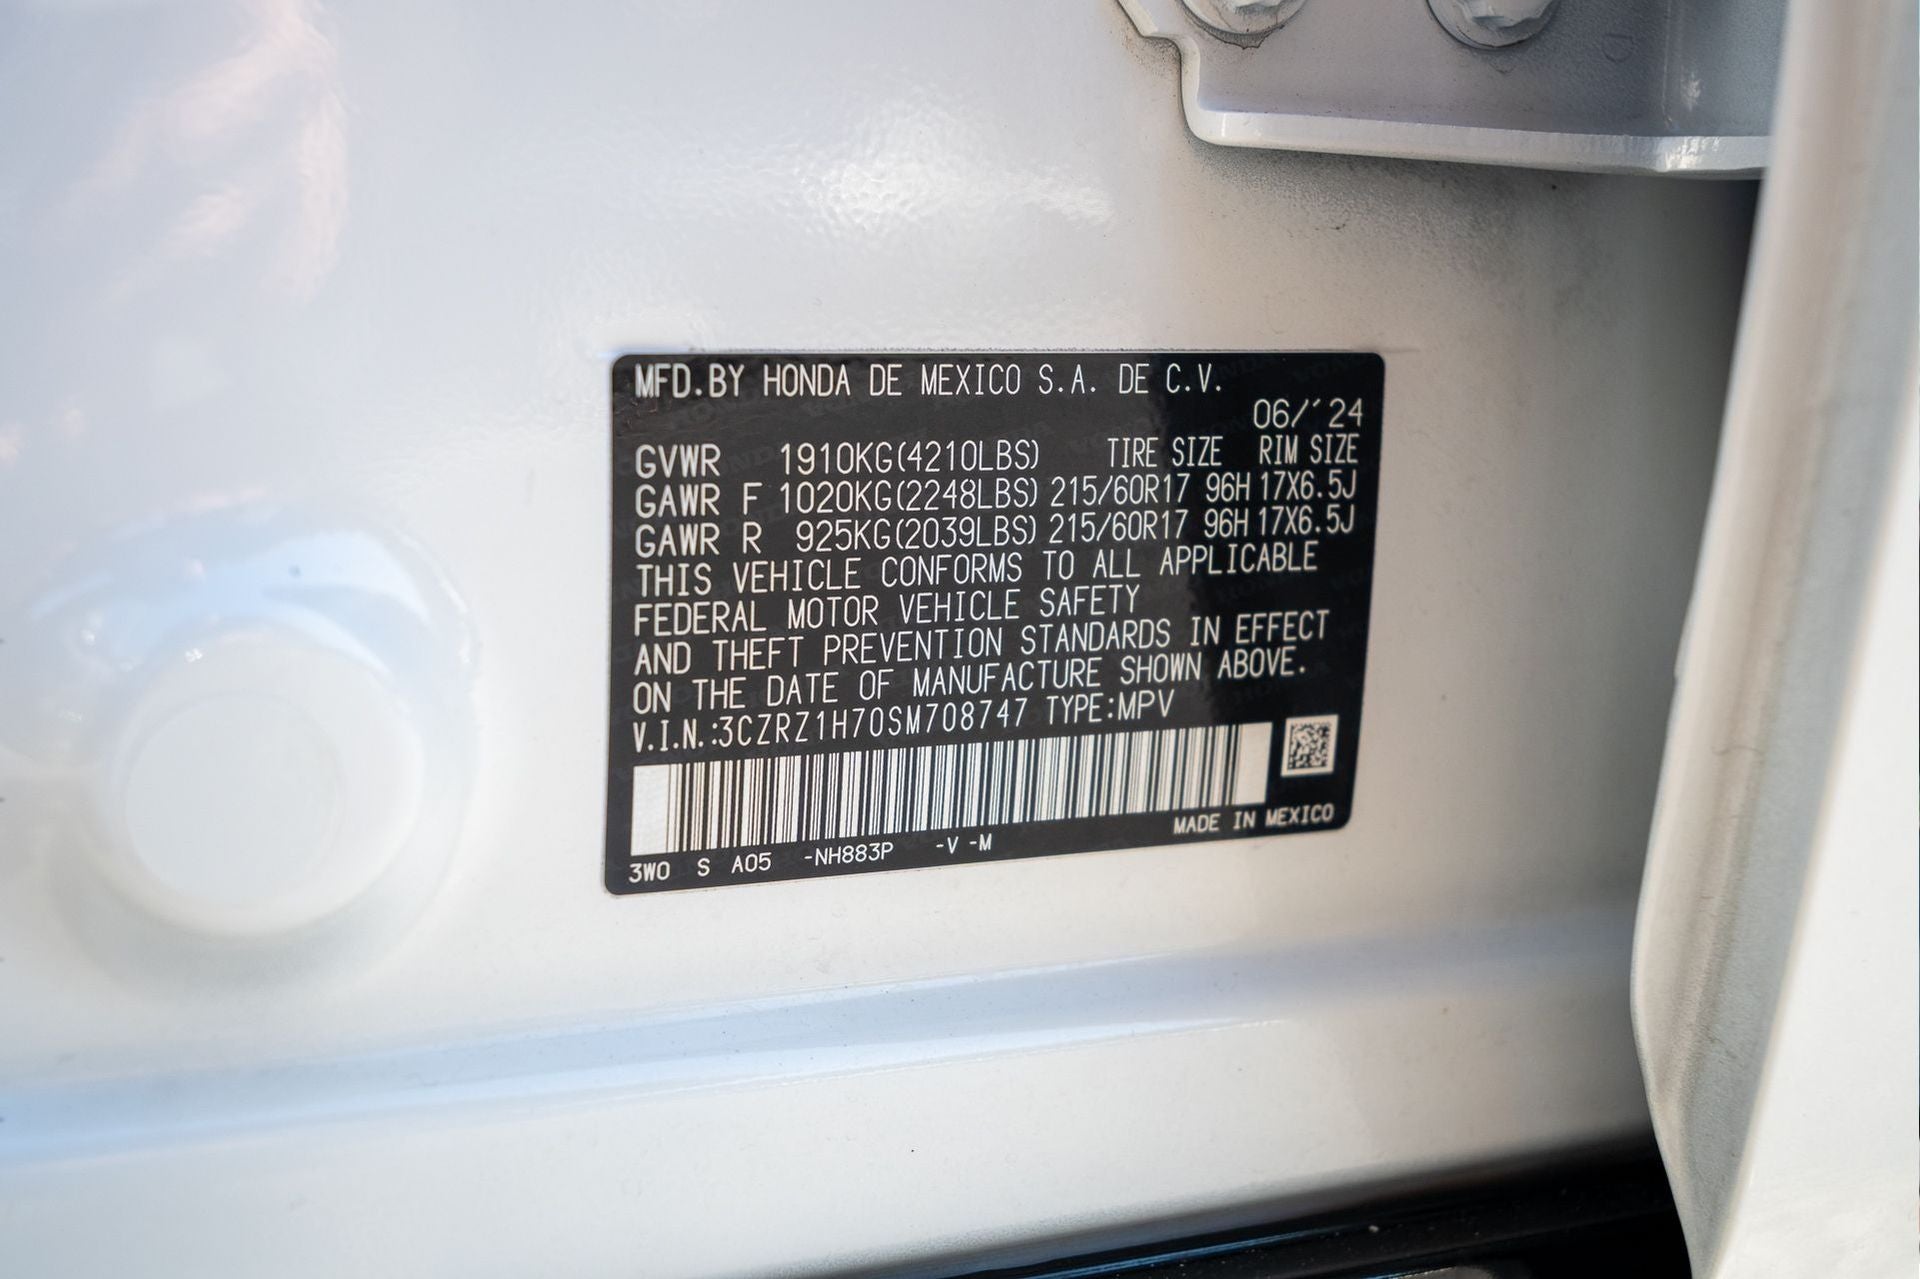 MFD.BY HONDA DE MEXICO S.A. DE C.V.
06/´24
GVWR 1910KG(4210LBS) TIRE SIZE RIM SIZE
GAWR F 1020KG(2248LBS) 215/60R17 96H 17X6.5J
GAWR R 925KG(2039LBS) 215/60R17 96H 17X6.5J
THIS VEHICLE CONFORMS TO ALL APPLICABLE
FEDERAL MOTOR VEHICLE SAFETY
AND THEFT PREVENTION STANDARDS IN EFFECT
ON THE DATE OF MANUFACTURE SHOWN ABOVE.
V.I.N.:3CZRZ1H70SM708747 TYPE:MPV
MADE IN MEXICO
3W0 S A05 -NH883P -V -M